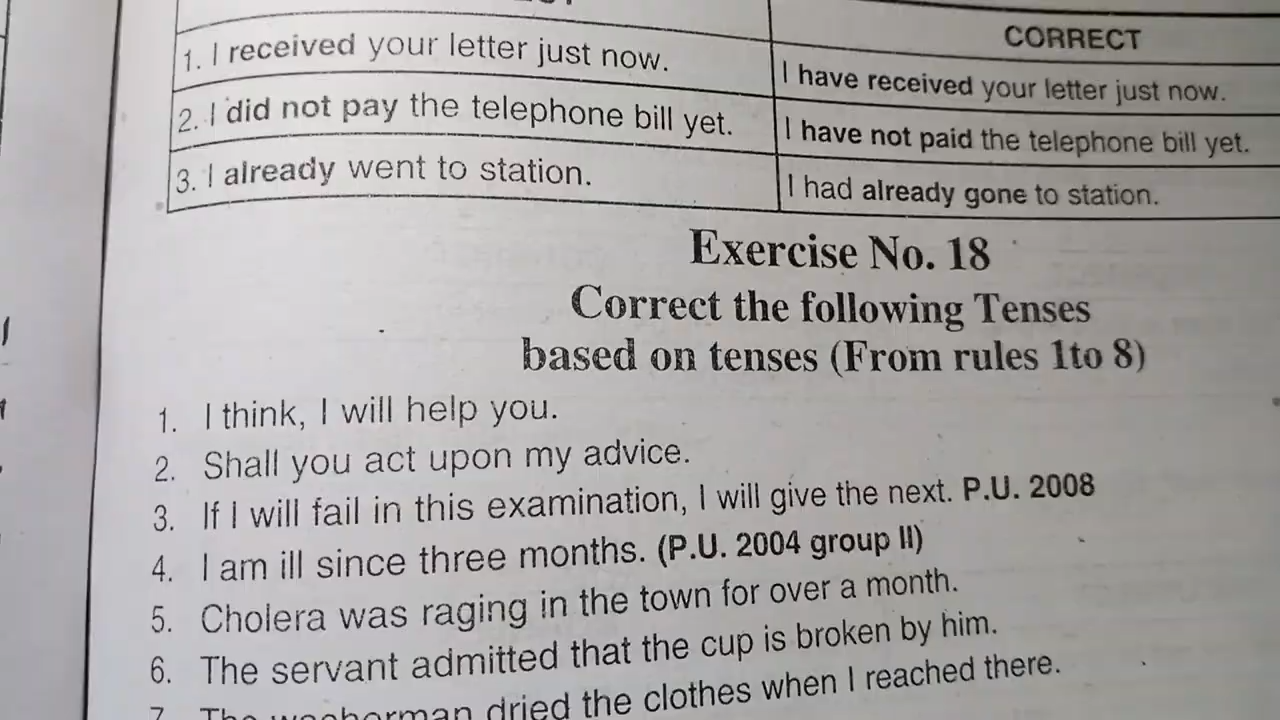 CORRECT
1. I received your letter just now.
I have received your letter just now.
2. I did not pay the telephone bill yet.
I have not paid the telephone bill yet.
3. I already went to station.
I had already gone to station.
Exercise No. 18
Correct the following Tenses
based on tenses (From rules 1to 8)
1. I think, I will help you.
2. Shall you act upon my advice.
3. If I will fail in this examination, I will give the next. P.U. 2008
4. I am ill since three months. (P.U. 2004 group II)
5. Cholera was raging in the town for over a month.
6. The servant admitted that the cup is broken by him.
7. The dried the clothes when I reached there.